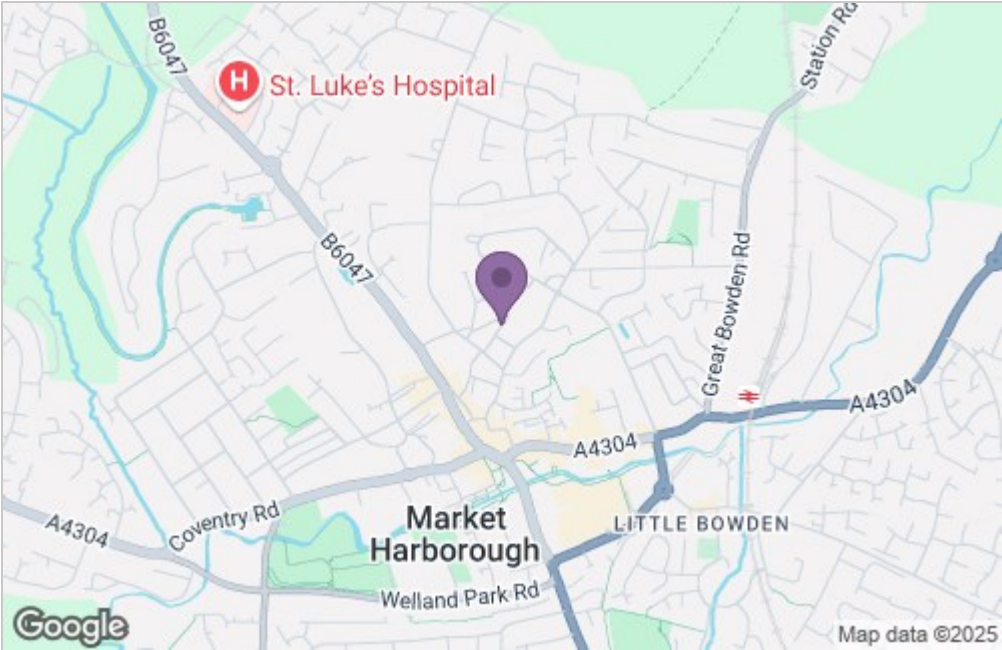 B6047
Station Rd
H
St. Luke's Hospital
B6047
Great Bowden Rd
A4304
A4304
LITTLE BOWDEN
Coventry Rd
A4304
Market
Harborough
Welland Park Rd
Google
Map data ©2025